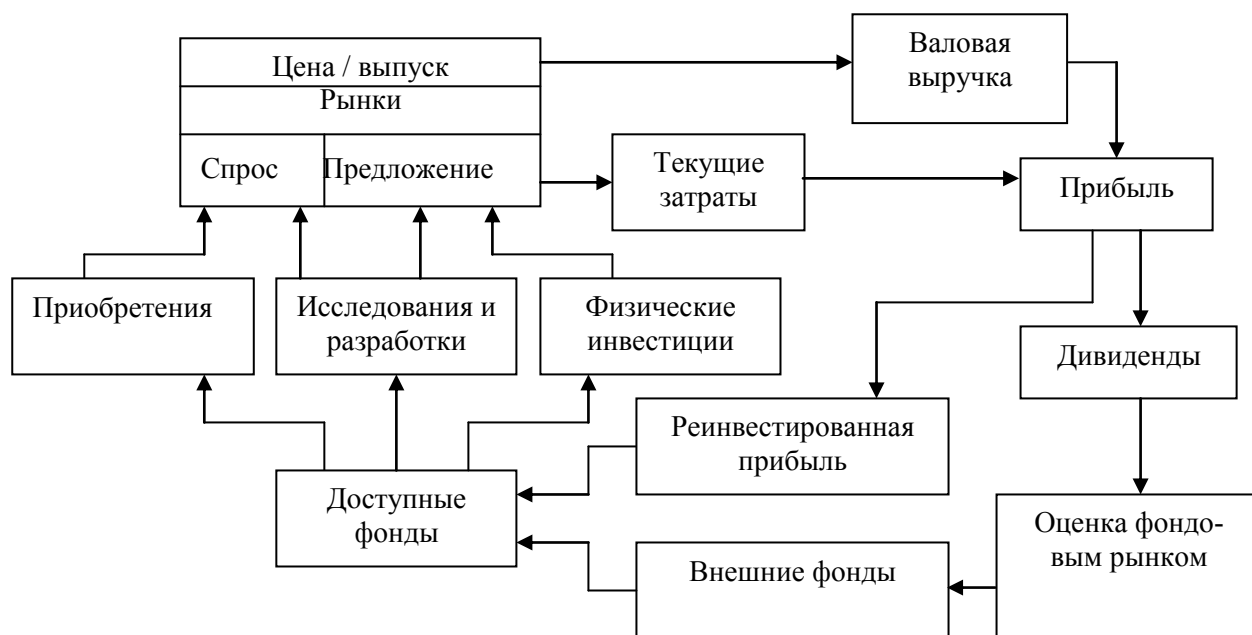 Цена / выпуск
Рынки
Спрос
Предложение
Валовая
выручка
Текущие
затраты
Прибыль
Приобретения
Исследования и
разработки
Физические
инвестиции
Дивиденды
Реинвестированная
прибыль
Доступные
фонды
Внешние фонды
Оценка фондо-
вым рынком